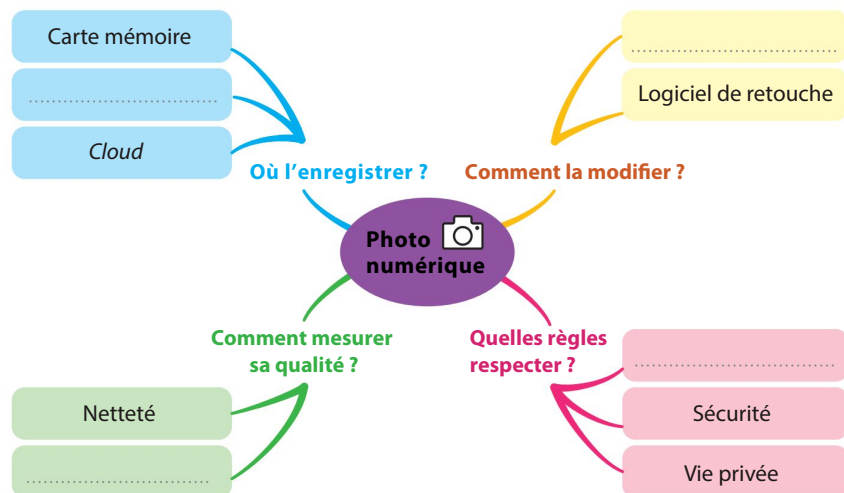 Carte mémoire
....................................
Cloud
Où l'enregistrer ?
........................................
Logiciel de retouche
Comment la modifier ?
Photo
numérique
Comment mesurer
sa qualité ?
Netteté
...................................
Quelles règles
respecter ?
........................................
Sécurité
Vie privée